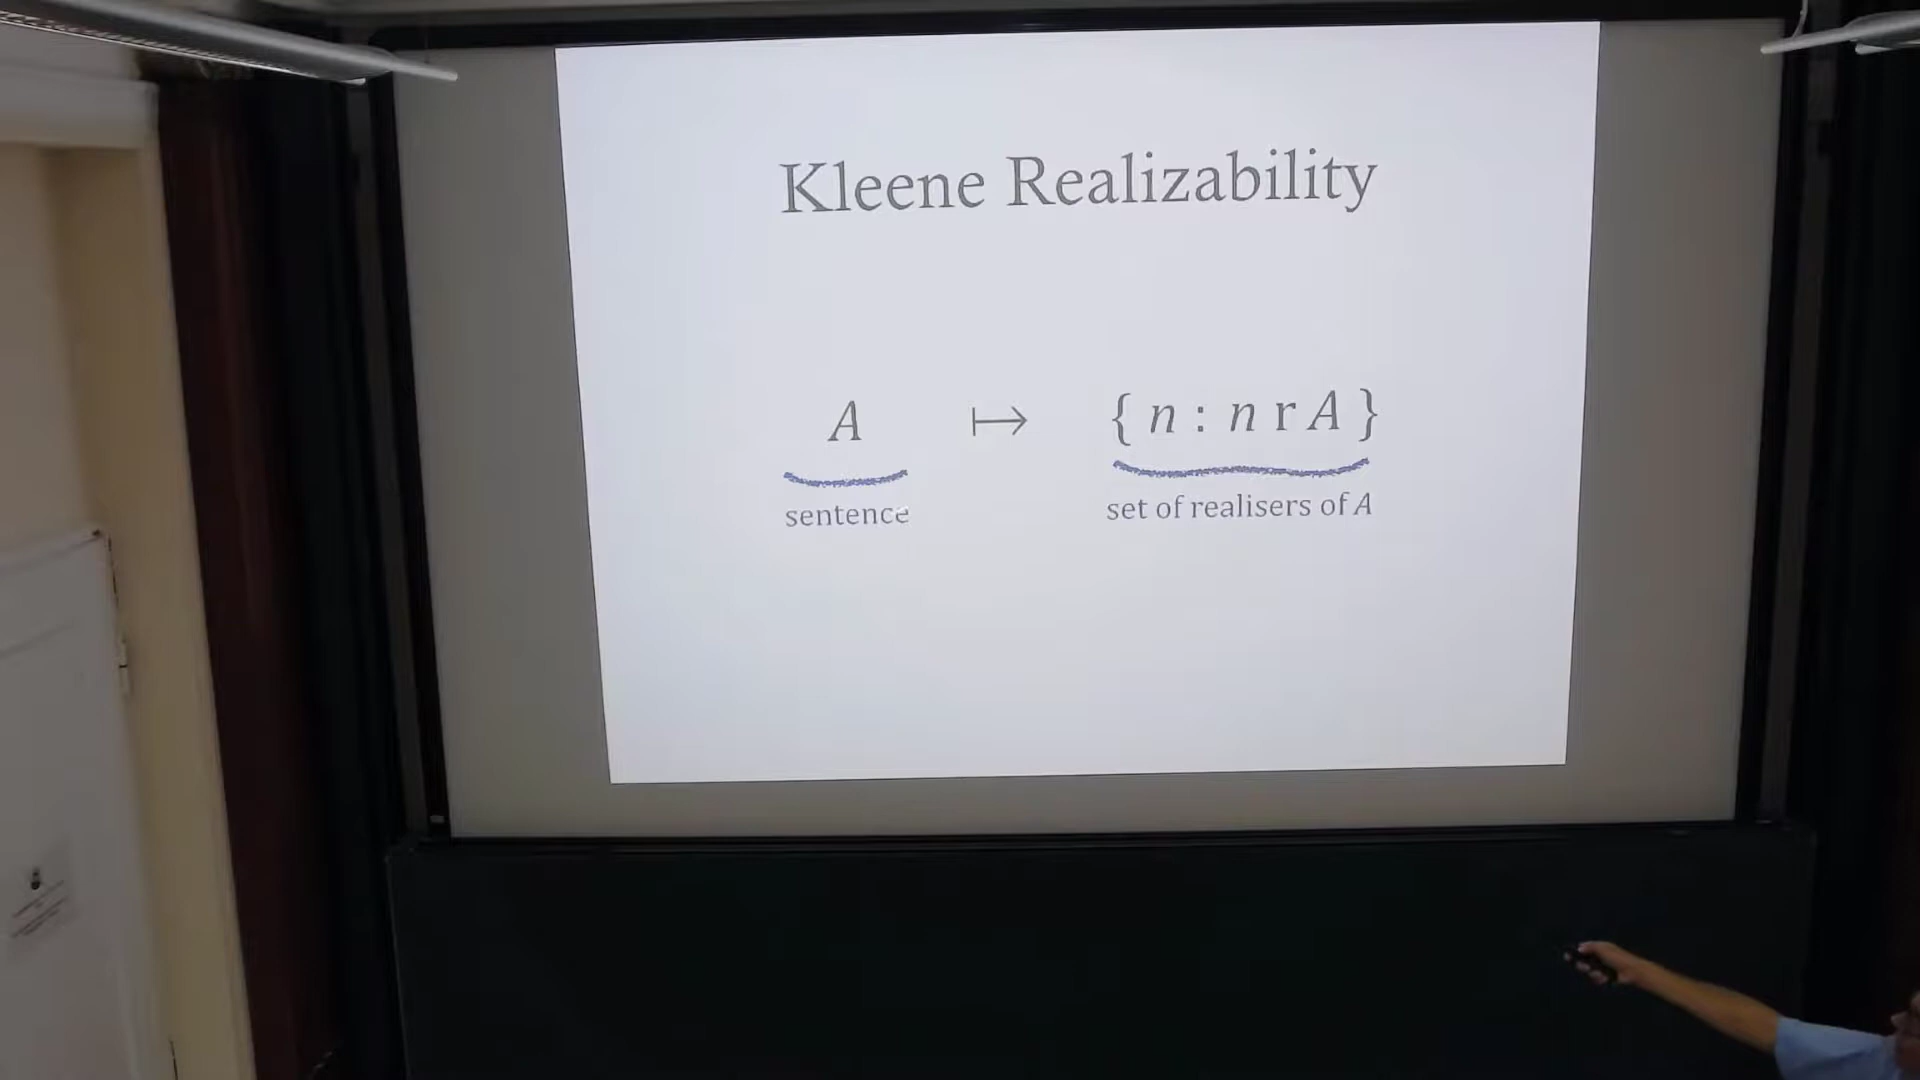 Kleene Realizability
A ↦ { n : n r A }
sentence set of realisers of A